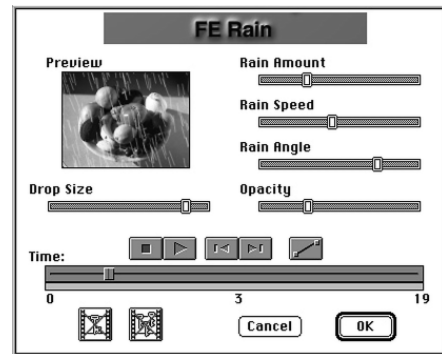 FE Rain
Preview
Rain Amount
Rain Speed
Rain Angle
Drop Size
Opacity
Time:
0 3 19
Cancel
OK